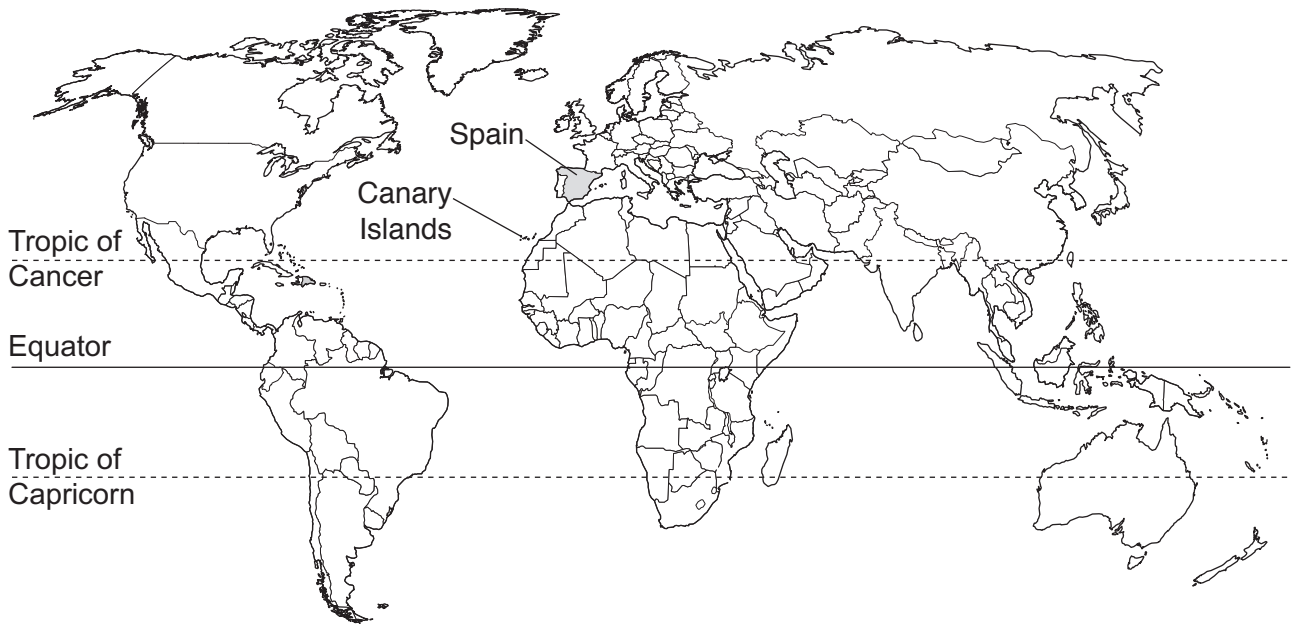 Spain
Canary
Islands
Tropic of
Cancer
Equator
Tropic of
Capricorn